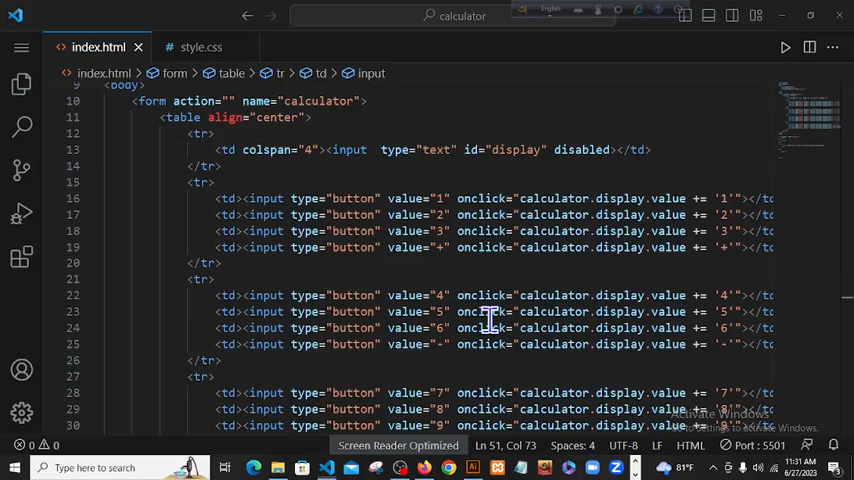 calculator
English
index.html
style.css
index.html form table tr td input
9 <body>
10 <form action="" name="calculator">
11 <table align="center">
12 <tr>
13 <td colspan="4"><input  type="text" id="display" disabled></td>
14 </tr>
15 <tr>
16 <td><input type="button" value="1" onclick="calculator.display.value += '1'"></td
17 <td><input type="button" value="2" onclick="calculator.display.value += '2'"></td
18 <td><input type="button" value="3" onclick="calculator.display.value += '3'"></td
19 <td><input type="button" value="+" onclick="calculator.display.value += '+'"></td
20 </tr>
21 <tr>
22 <td><input type="button" value="4" onclick="calculator.display.value += '4'"></td
23 <td><input type="button" value="5" onclick="calculator.display.value += '5'"></td
24 <td><input type="button" value="6" onclick="calculator.display.value += '6'"></td
25 <td><input type="button" value="-" onclick="calculator.display.value += '-'"></td
26 </tr>
27 <tr>
28 <td><input type="button" value="7" onclick="calculator.display.value += '7'"></td
29 <td><input type="button" value="8" onclick="calculator.display.value += '8'"></td
30 <td><input type="button" value="9" onclick="calculator.display.value += '9'"></td
Activate Windows
Go to Settings to activate Windows.
0 0 Screen Reader Optimized Ln 51, Col 73 Spaces: 4 UTF-8 LF HTML Port : 5501
Type here to search
81°F
11:31 AM
6/27/2023